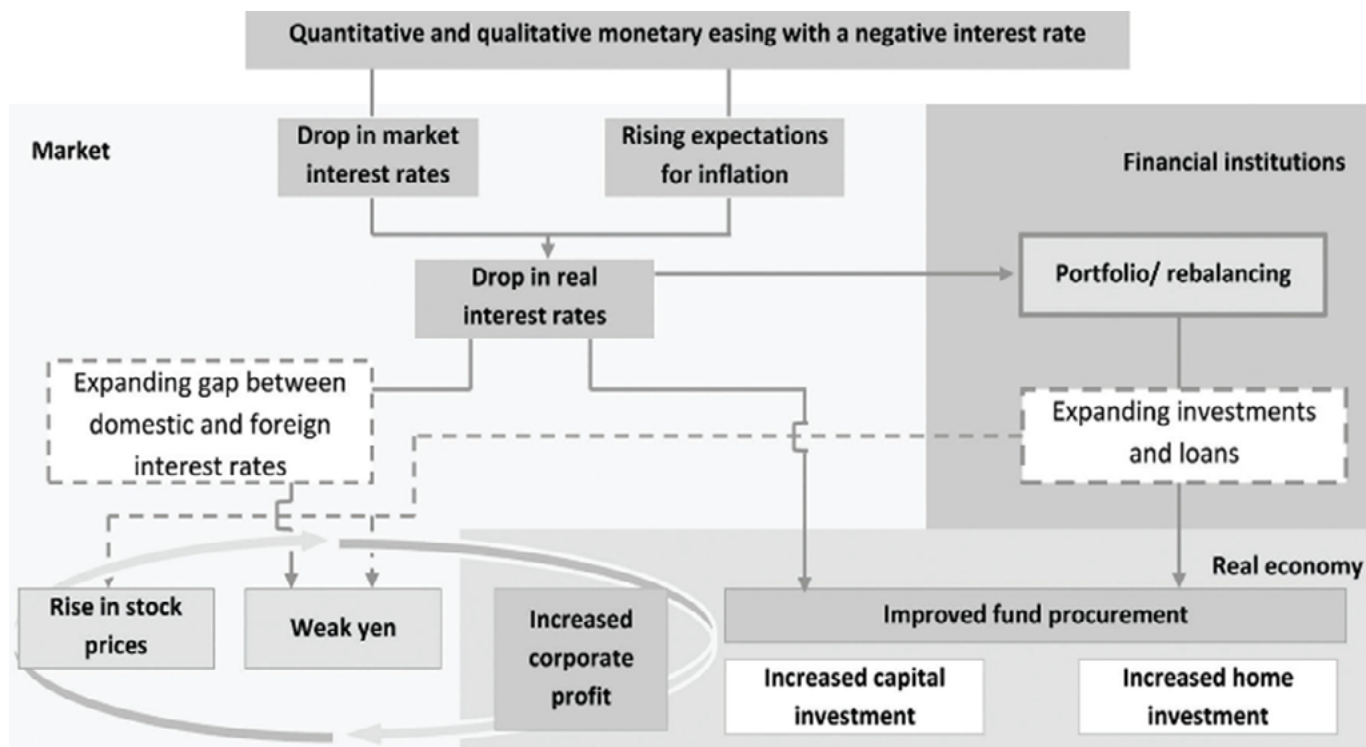 Quantitative and qualitative monetary easing with a negative interest rate
Market
Drop in market
interest rates
Rising expectations
for inflation
Financial institutions
Drop in real
interest rates
Portfolio/ rebalancing
Expanding gap between
domestic and foreign
interest rates
Expanding investments
and loans
Real economy
Rise in stock
prices
Weak yen
Increased
corporate
profit
Improved fund procurement
Increased capital
investment
Increased home
investment